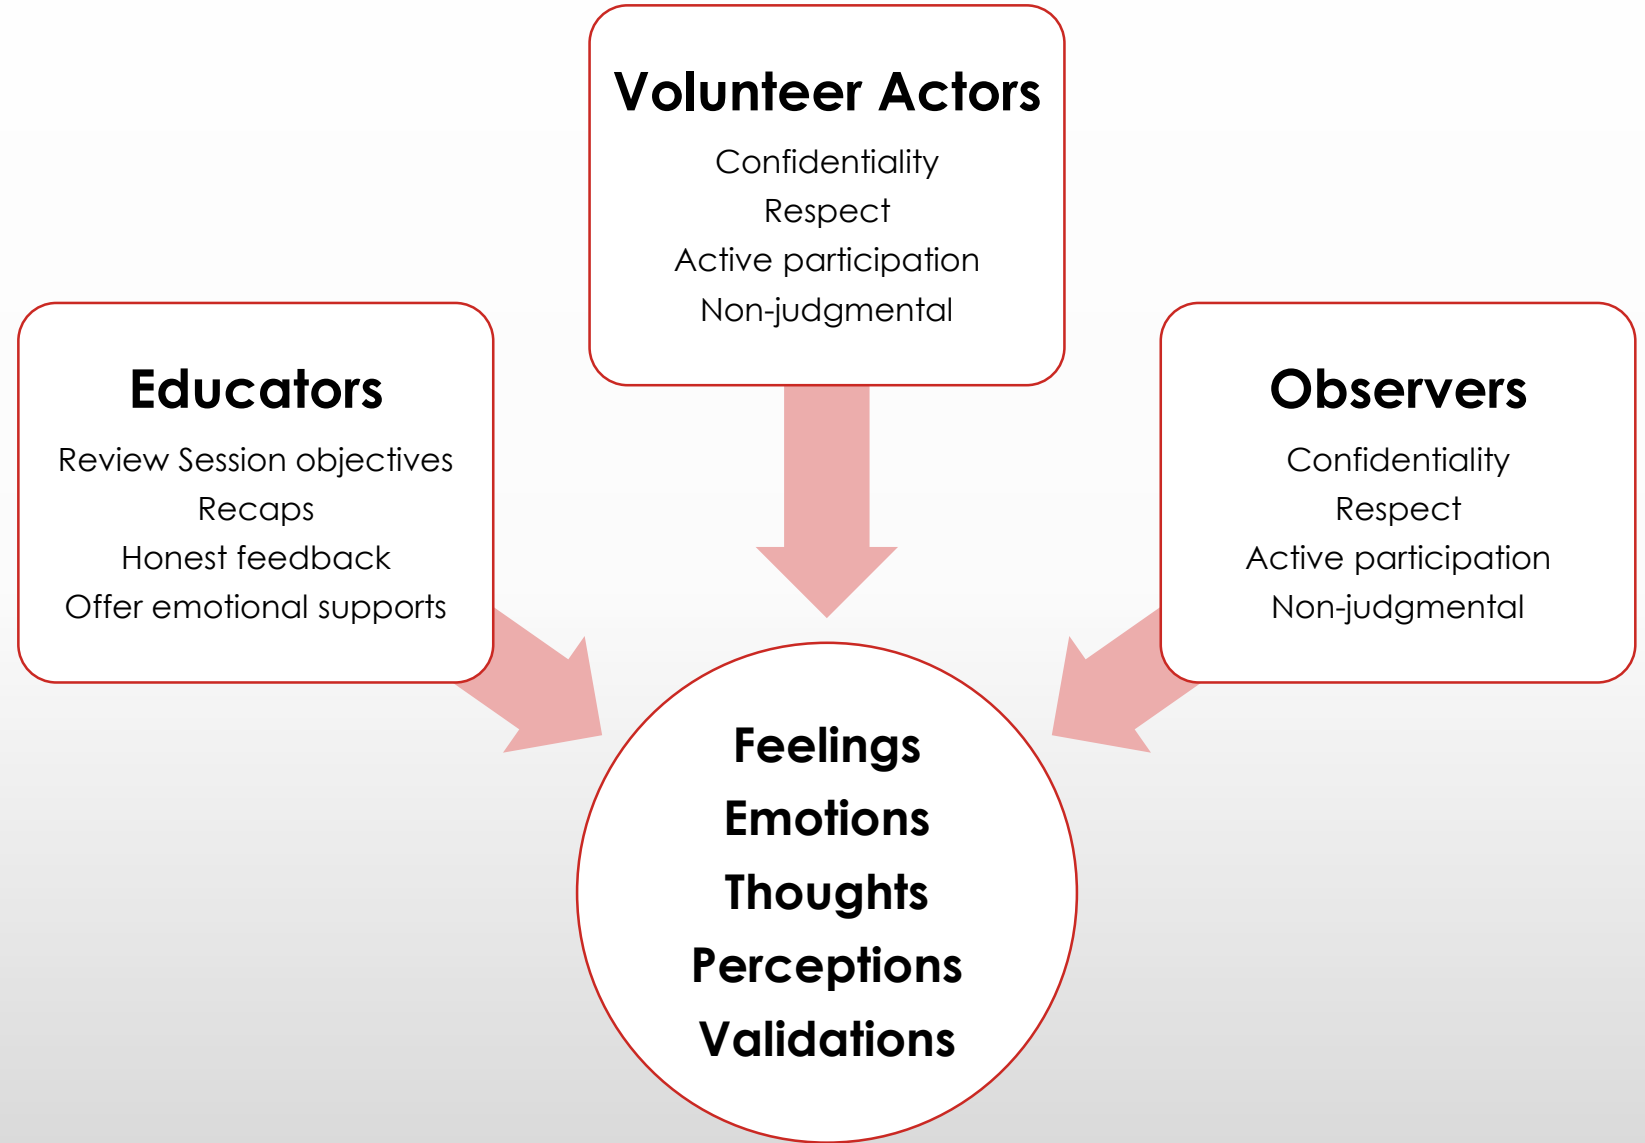 Volunteer Actors
Confidentiality
Respect
Active participation
Non-judgmental
Educators
Review Session objectives
Recaps
Honest feedback
Offer emotional supports
Observers
Confidentiality
Respect
Active participation
Non-judgmental
Feelings
Emotions
Thoughts
Perceptions
Validations